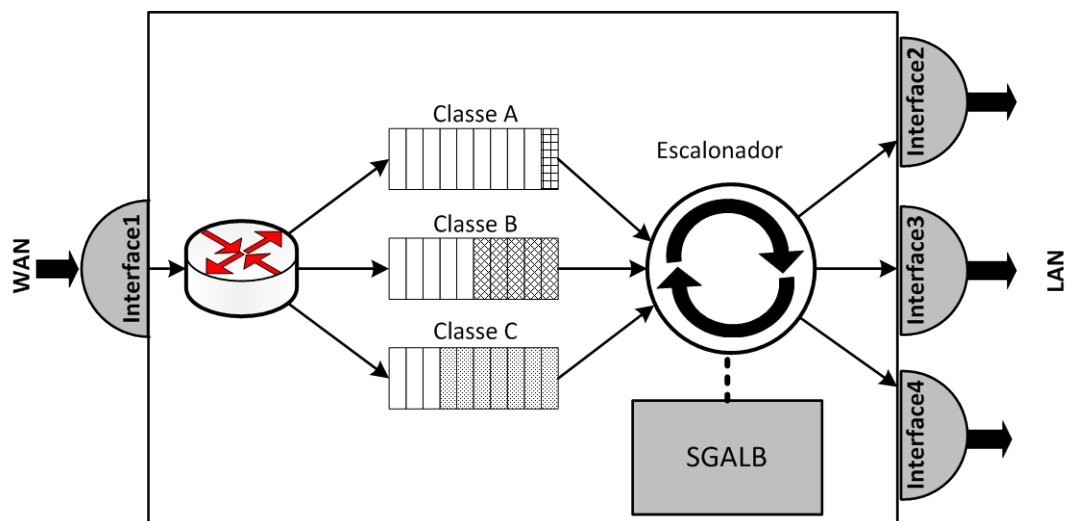 WAN
Interface1
Classe A
Classe B
Classe C
Escalonador
SGALB
Interface2
Interface3
Interface4
LAN